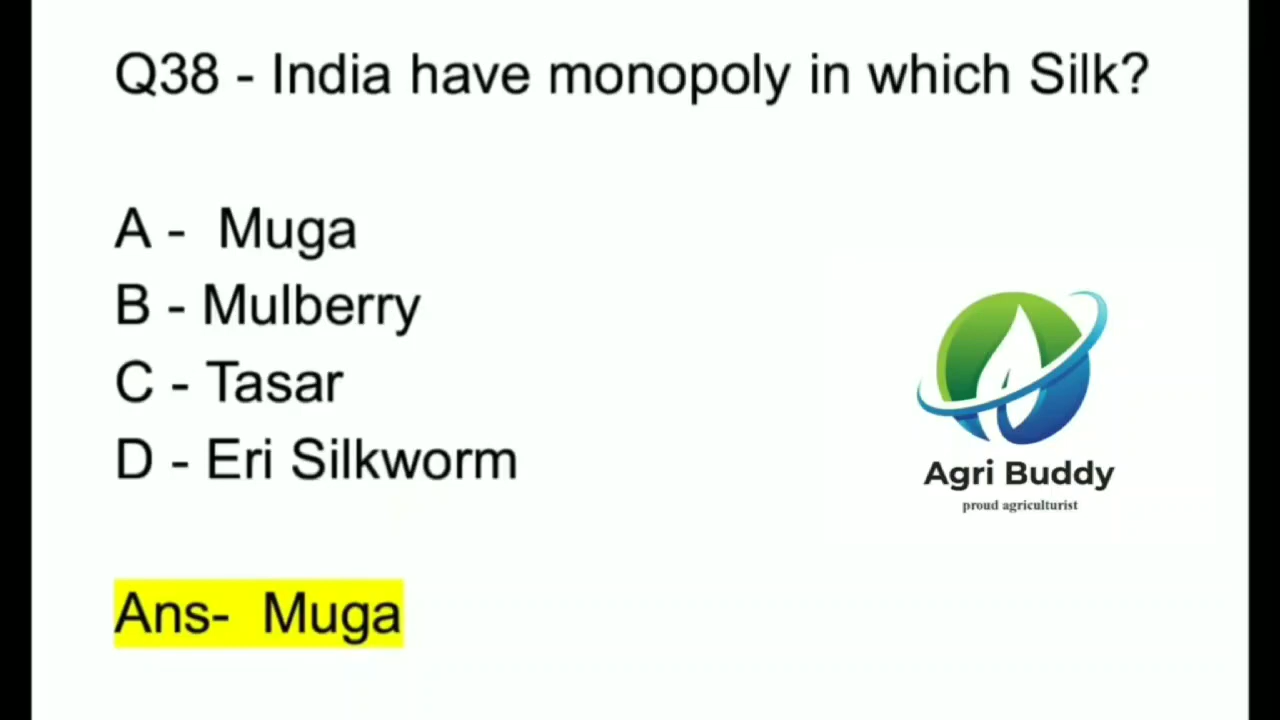 Q38 - India have monopoly in which Silk?
A - Muga
B - Mulberry
C - Tasar
D - Eri Silkworm
Agri Buddy
proud agriculturist
Ans- Muga